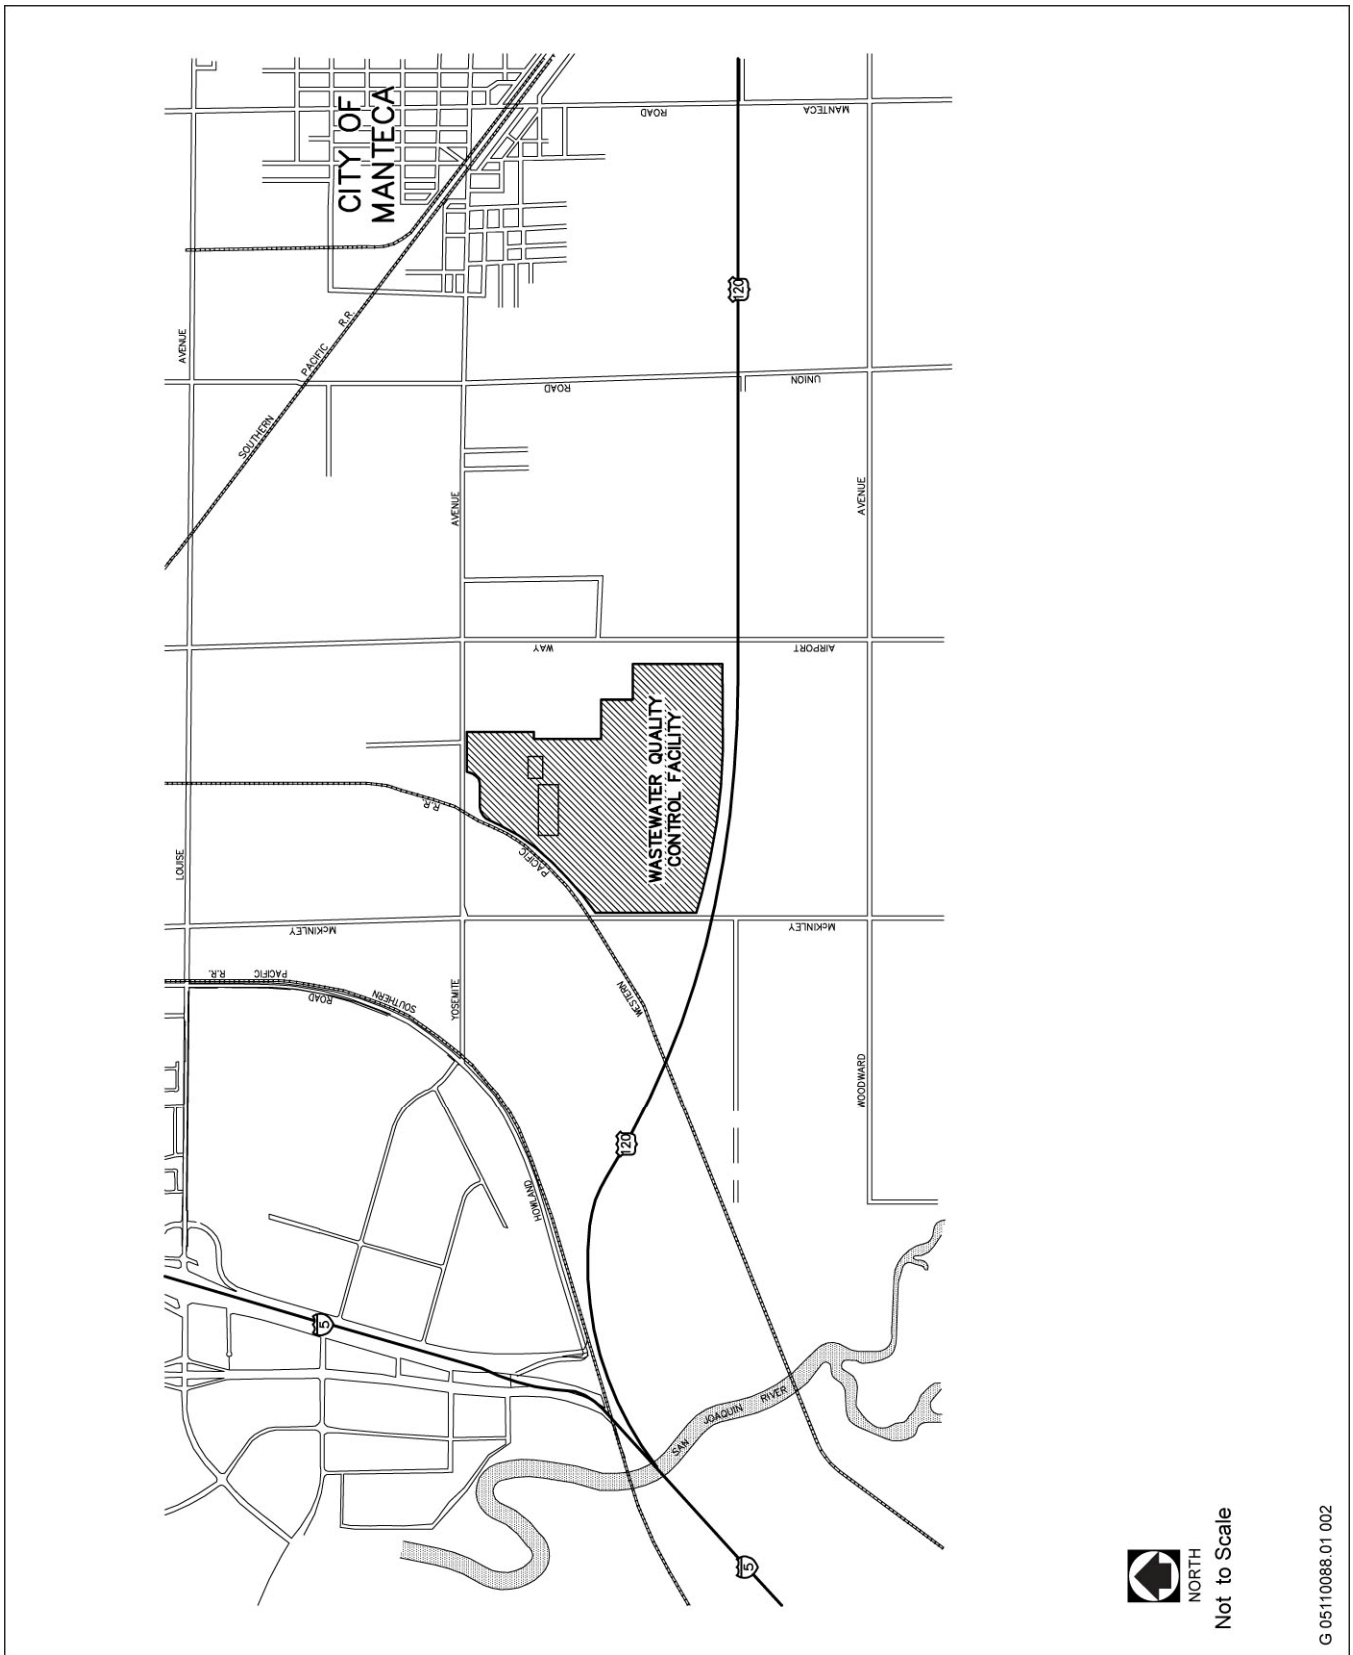 CITY OF
MANTECA
ROAD
MANTECA
120
AVENUE
SOUTHERN
PACIFIC
R.R.
ROAD
UNION
AVENUE
AVENUE
WAY
AIRPORT
WASTEWATER QUALITY
CONTROL FACILITY
LOUISE
R.R.
PACIFIC
WESTERN
McKINLEY
McKINLEY
SOUTHERN
PACIFIC
R.R.
ROAD
YOSEMITE
HOWLAND
WOODWARD
120
5
SAN
JOAQUIN
RIVER
5
NORTH
Not to Scale
G 05110088.01 002